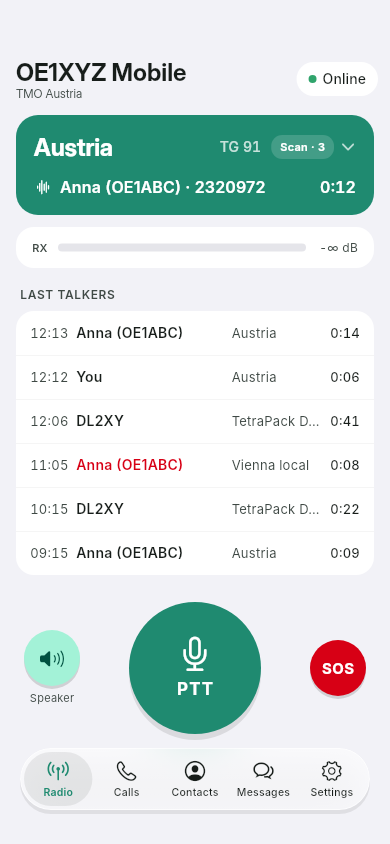 OE1XYZ Mobile
TMO Austria
Online
Austria TG 91 Scan · 3
Anna (OE1ABC) · 2320972 0:12
RX -∞ dB
LAST TALKERS
12:13 Anna (OE1ABC) Austria 0:14
12:12 You Austria 0:06
12:06 DL2XY TetraPack D... 0:41
11:05 Anna (OE1ABC) Vienna local 0:08
10:15 DL2XY TetraPack D... 0:22
09:15 Anna (OE1ABC) Austria 0:09
PTT
SOS
Speaker
Radio Calls Contacts Messages Settings